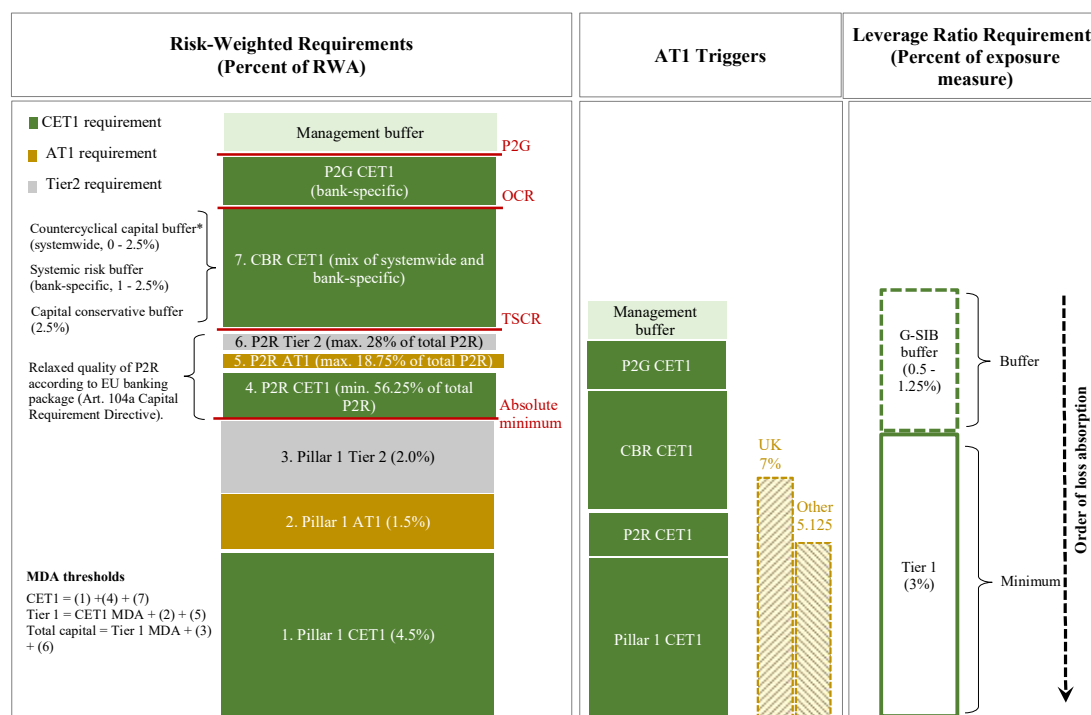 Risk-Weighted Requirements
(Percent of RWA)
AT1 Triggers
Leverage Ratio Requirement
(Percent of exposure
measure)
CET1 requirement
AT1 requirement
Tier2 requirement
Management buffer
P2G
P2G CET1
(bank-specific)
OCR
Countercyclical capital buffer*
(systemwide, 0 - 2.5%)
Systemic risk buffer
(bank-specific, 1 - 2.5%)
Capital conservative buffer
(2.5%)
7. CBR CET1 (mix of systemwide and
bank-specific)
TSCR
6. P2R Tier 2 (max. 28% of total P2R)
5. P2R AT1 (max. 18.75% of total P2R)
4. P2R CET1 (min. 56.25% of total
P2R)
Relaxed quality of P2R
according to EU banking
package (Art. 104a Capital
Requirement Directive).
Absolute
minimum
3. Pillar 1 Tier 2 (2.0%)
2. Pillar 1 AT1 (1.5%)
1. Pillar 1 CET1 (4.5%)
MDA thresholds
CET1 = (1) +(4) + (7)
Tier 1 = CET1 MDA + (2) + (5)
Total capital = Tier 1 MDA + (3)
+ (6)
Management
buffer
P2G CET1
CBR CET1
P2R CET1
Pillar 1 CET1
UK
7%
Other
5.125
G-SIB
buffer
(0.5 -
1.25%)
Buffer
Tier 1
(3%)
Minimum
Order of loss absorption